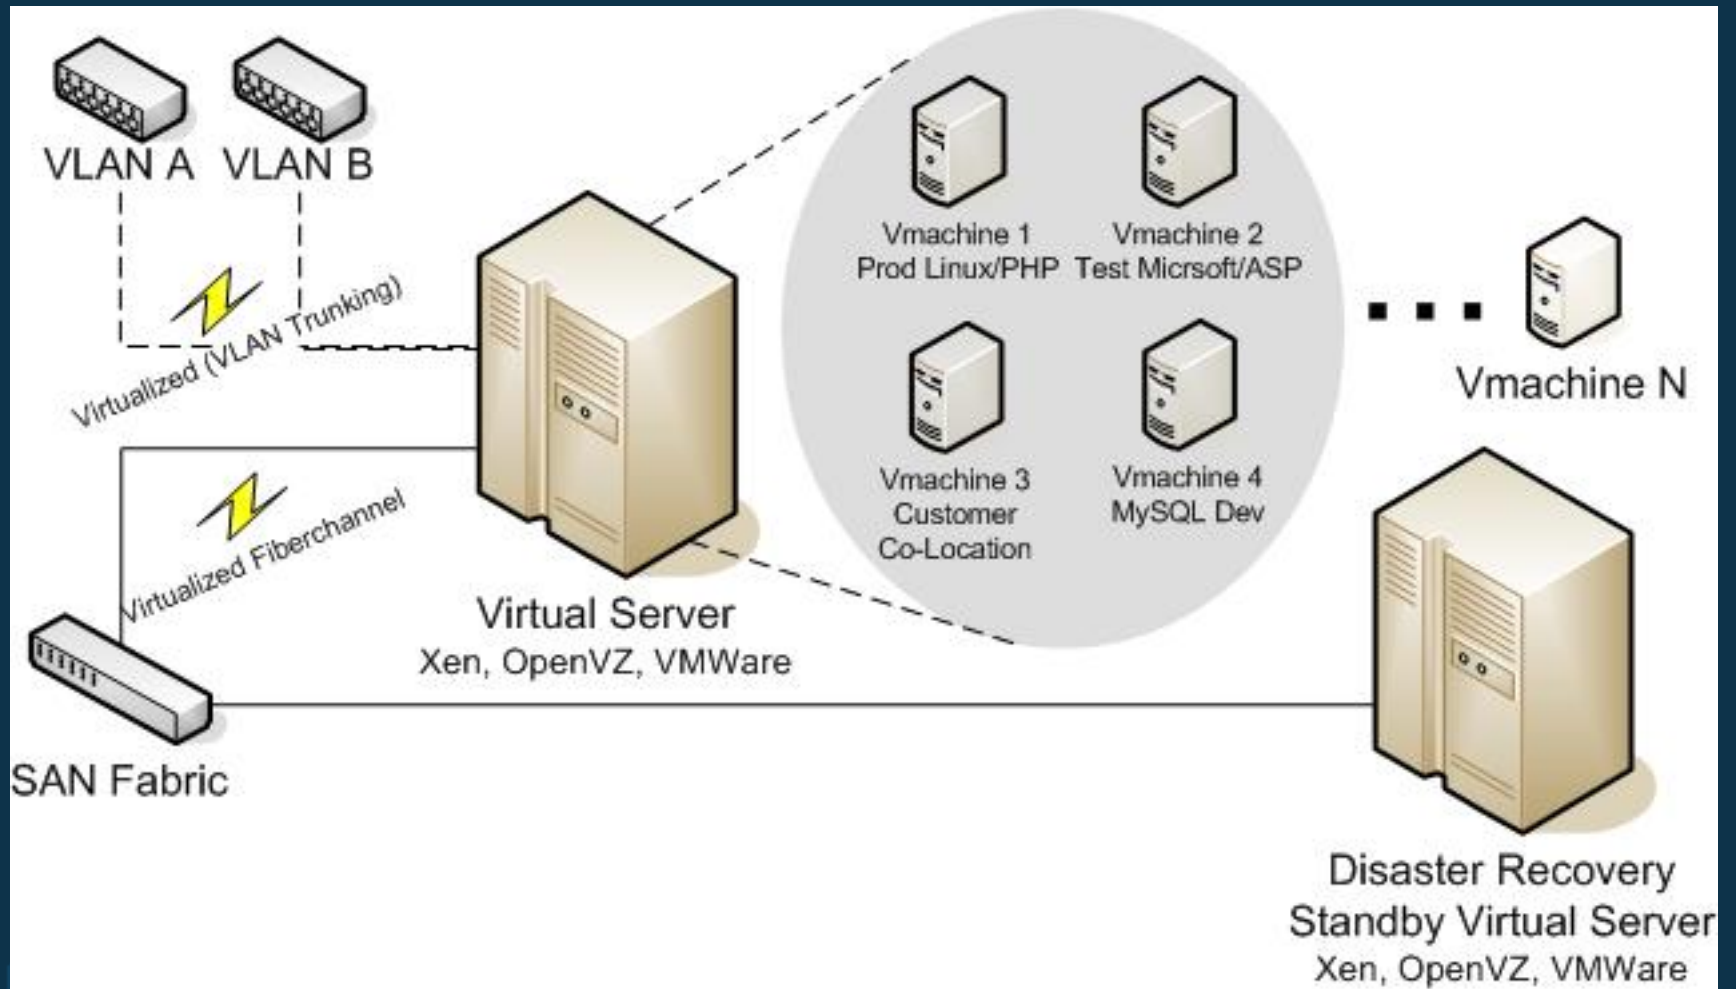 VLAN A
VLAN B
Virtualized (VLAN Trunking)
Virtualized Fiberchannel
SAN Fabric
Virtual Server
Xen, OpenVZ, VMWare
Vmachine 1
Prod Linux/PHP
Vmachine 2
Test Micrsoft/ASP
Vmachine 3
Customer
Co-Location
Vmachine 4
MySQL Dev
Vmachine N
Disaster Recovery
Standby Virtual Server
Xen, OpenVZ, VMWare